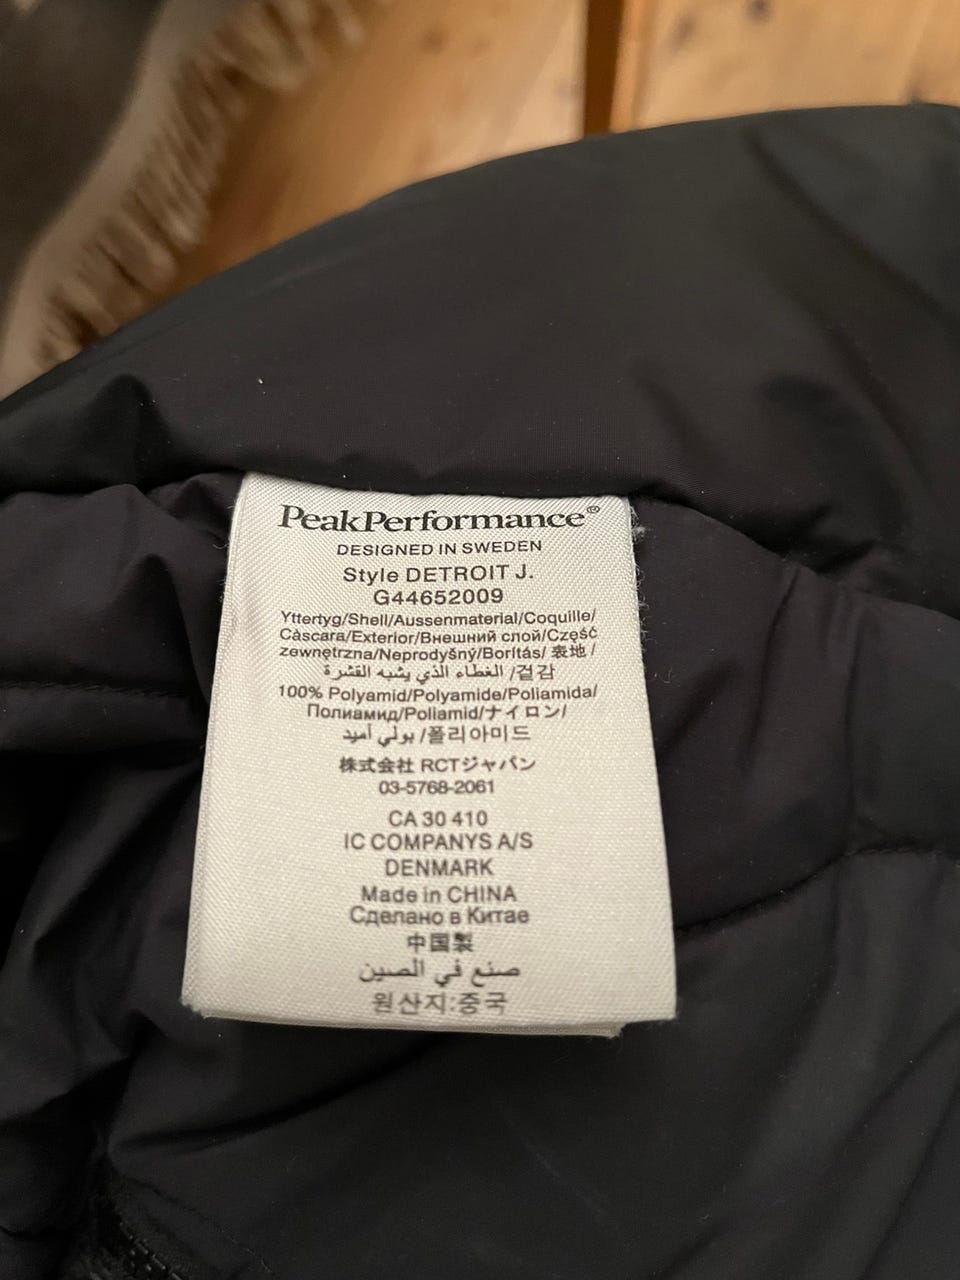 PeakPerformance®
DESIGNED IN SWEDEN
Style DETROIT J.
G44652009
Yttertyg/Shell/Aussenmaterial/Coquille/
Càscara/Exterior/Внешний слой/Część
zewnętrzna/Neprodyšný/Borítás/ 表地 /
الغطاء الذي يشبه القشرة /겉감
100% Polyamid/Polyamide/Poliamida/
Полиамид/Poliamid/ナイロン/
بولي أميد /폴리아미드
株式会社 RCTジャパン
03-5768-2061
CA 30 410
IC COMPANYS A/S
DENMARK
Made in CHINA
Сделано в Китае
中国製
صنع في الصين
원산지:중국